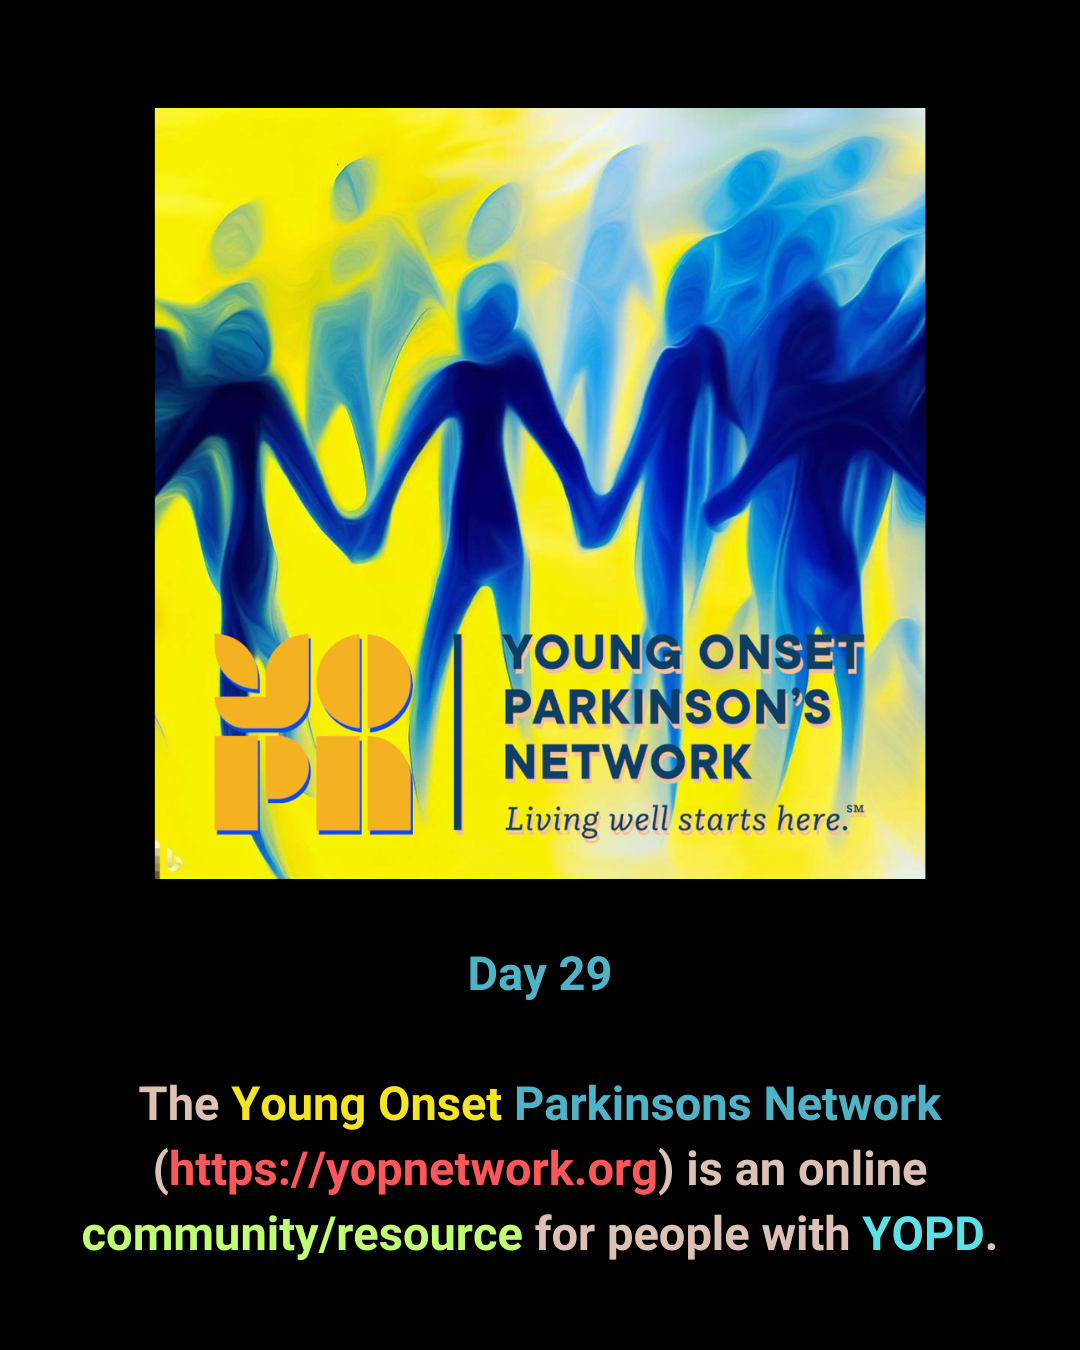 YOPN
YOUNG ONSET
PARKINSON'S
NETWORK
Living well starts here.℠
b
Day 29
The Young Onset Parkinsons Network
(https://yopnetwork.org) is an online
community/resource for people with YOPD.